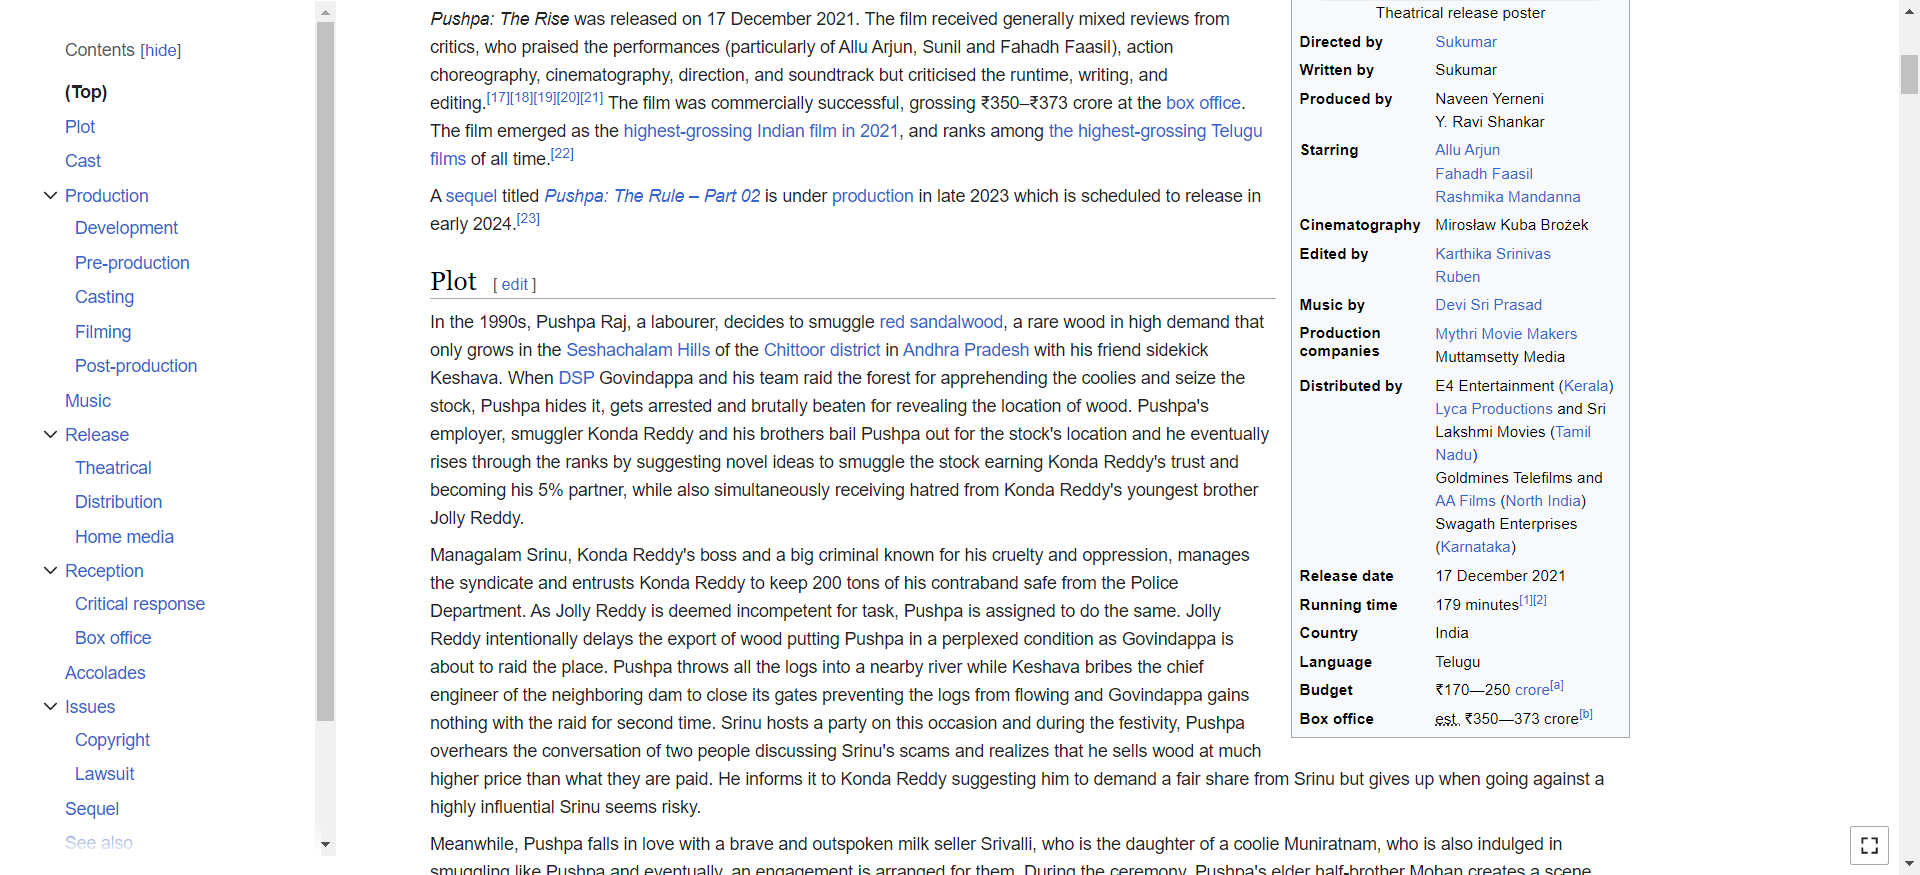 Contents [hide]
(Top)
Plot
Cast
Production
Development
Pre-production
Casting
Filming
Post-production
Music
Release
Theatrical
Distribution
Home media
Reception
Critical response
Box office
Accolades
Issues
Copyright
Lawsuit
Sequel
See also
Pushpa: The Rise was released on 17 December 2021. The film received generally mixed reviews from
critics, who praised the performances (particularly of Allu Arjun, Sunil and Fahadh Faasil), action
choreography, cinematography, direction, and soundtrack but criticised the runtime, writing, and
editing.[17][18][19][20][21] The film was commercially successful, grossing ₹350–₹373 crore at the box office.
The film emerged as the highest-grossing Indian film in 2021, and ranks among the highest-grossing Telugu
films of all time.[22]
A sequel titled Pushpa: The Rule – Part 02 is under production in late 2023 which is scheduled to release in
early 2024.[23]
Plot [ edit ]
In the 1990s, Pushpa Raj, a labourer, decides to smuggle red sandalwood, a rare wood in high demand that
only grows in the Seshachalam Hills of the Chittoor district in Andhra Pradesh with his friend sidekick
Keshava. When DSP Govindappa and his team raid the forest for apprehending the coolies and seize the
stock, Pushpa hides it, gets arrested and brutally beaten for revealing the location of wood. Pushpa's
employer, smuggler Konda Reddy and his brothers bail Pushpa out for the stock's location and he eventually
rises through the ranks by suggesting novel ideas to smuggle the stock earning Konda Reddy's trust and
becoming his 5% partner, while also simultaneously receiving hatred from Konda Reddy's youngest brother
Jolly Reddy.
Managalam Srinu, Konda Reddy's boss and a big criminal known for his cruelty and oppression, manages
the syndicate and entrusts Konda Reddy to keep 200 tons of his contraband safe from the Police
Department. As Jolly Reddy is deemed incompetent for task, Pushpa is assigned to do the same. Jolly
Reddy intentionally delays the export of wood putting Pushpa in a perplexed condition as Govindappa is
about to raid the place. Pushpa throws all the logs into a nearby river while Keshava bribes the chief
engineer of the neighboring dam to close its gates preventing the logs from flowing and Govindappa gains
nothing with the raid for second time. Srinu hosts a party on this occasion and during the festivity, Pushpa
overhears the conversation of two people discussing Srinu's scams and realizes that he sells wood at much
higher price than what they are paid. He informs it to Konda Reddy suggesting him to demand a fair share from Srinu but gives up when going against a
highly influential Srinu seems risky.
Meanwhile, Pushpa falls in love with a brave and outspoken milk seller Srivalli, who is the daughter of a coolie Muniratnam, who is also indulged in
smuggling like Pushpa and eventually, an engagement is arranged for them. During the ceremony, Pushpa's elder half-brother Mohan creates a scene
Theatrical release poster
Directed by Sukumar
Written by Sukumar
Produced by Naveen Yerneni
Y. Ravi Shankar
Starring Allu Arjun
Fahadh Faasil
Rashmika Mandanna
Cinematography Mirosław Kuba Brożek
Edited by Karthika Srinivas
Ruben
Music by Devi Sri Prasad
Production companies Mythri Movie Makers
Muttamsetty Media
Distributed by E4 Entertainment (Kerala)
Lyca Productions and Sri
Lakshmi Movies (Tamil
Nadu)
Goldmines Telefilms and
AA Films (North India)
Swagath Enterprises
(Karnataka)
Release date 17 December 2021
Running time 179 minutes[1][2]
Country India
Language Telugu
Budget ₹170—250 crore[a]
Box office est. ₹350—373 crore[b]